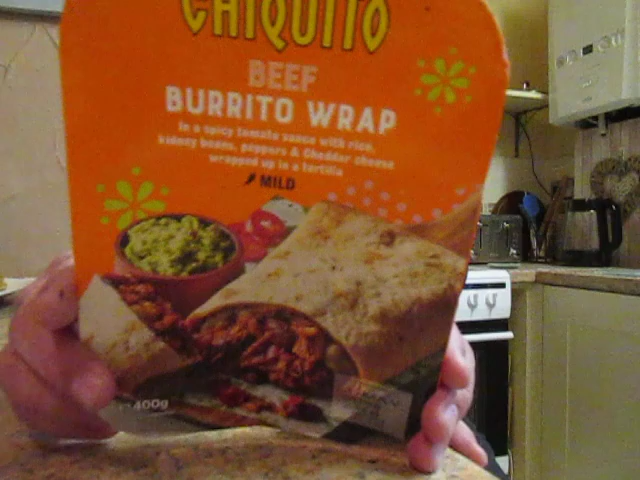 CHIQUITO
BEEF
BURRITO WRAP
In a spicy tomato sauce with rice,
kidney beans, peppers & Cheddar cheese
wrapped up in a tortilla
MILD
400g